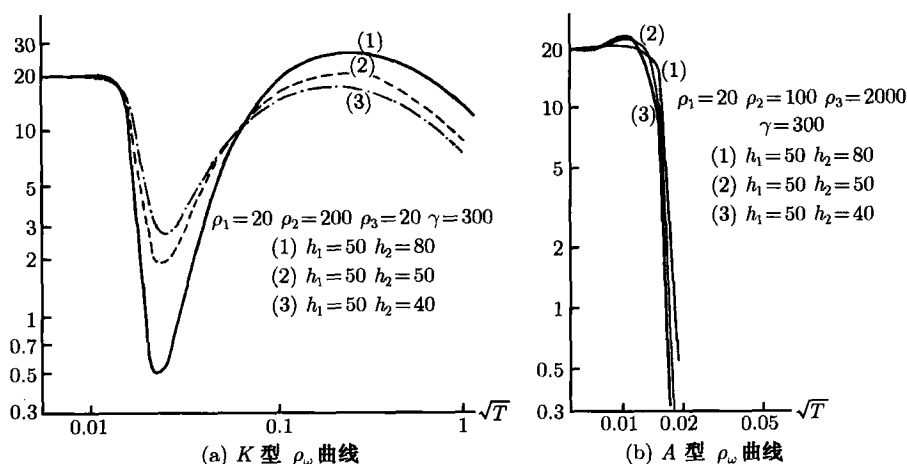 30
20
10
5
3
2
1
0.7
0.5
0.3
(1)
(2)
(3)
ρ₁=20 ρ₂=200 ρ₃=20 γ=300
(1) h₁=50 h₂=80
(2) h₁=50 h₂=50
(3) h₁=50 h₂=40
0.01
0.1
1
√T
(a) K 型 ρω 曲线
20
10
5
2
1
0.5
0.3
(2)
(1)
(3)
ρ₁=20 ρ₂=100 ρ₃=2000
γ=300
(1) h₁=50 h₂=80
(2) h₁=50 h₂=50
(3) h₁=50 h₂=40
0.01
0.02
0.05
√T
(b) A 型 ρω 曲线